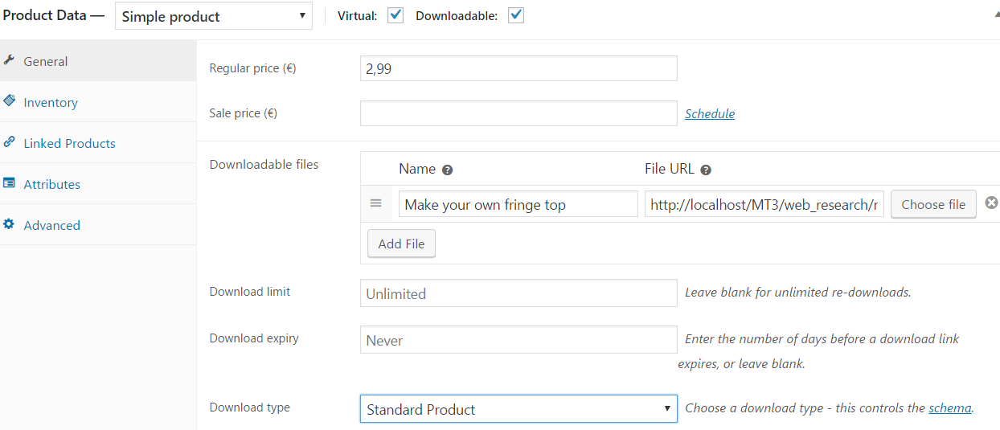 Product Data — Simple product Virtual: Downloadable:
General
Inventory
Linked Products
Attributes
Advanced
Regular price (€) 2,99
Sale price (€) Schedule
Downloadable files Name File URL
Make your own fringe top http://localhost/MT3/web_research/r Choose file
Add File
Download limit Unlimited Leave blank for unlimited re-downloads.
Download expiry Never Enter the number of days before a download link
expires, or leave blank.
Download type Standard Product Choose a download type - this controls the schema.